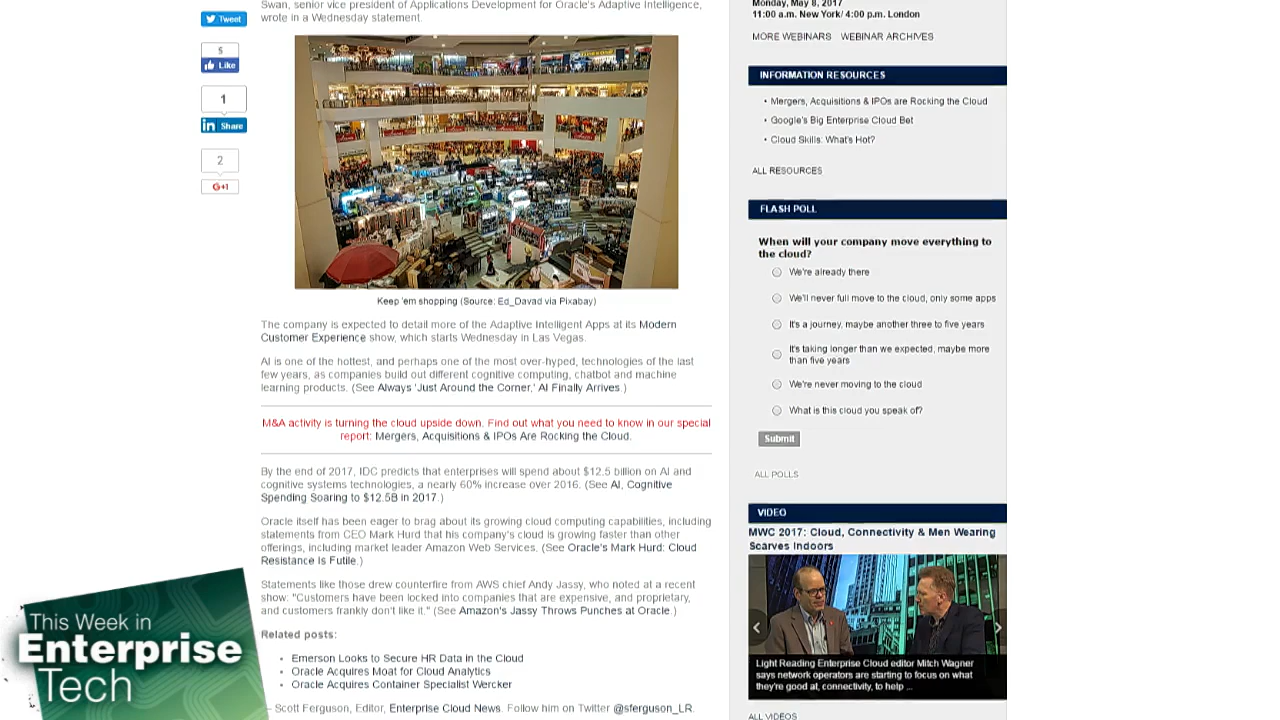 Swan, senior vice president of Applications Development for Oracle's Adaptive Intelligence,
wrote in a Wednesday statement.
Tweet
5
Like
1
in Share
2
G+1
Keep 'em shopping (Source: Ed_Davad via Pixabay)
The company is expected to detail more of the Adaptive Intelligent Apps at its Modern
Customer Experience show, which starts Wednesday in Las Vegas.
AI is one of the hottest, and perhaps one of the most over-hyped, technologies of the last
few years, as companies build out different cognitive computing, chatbot and machine
learning products. (See Always 'Just Around the Corner,' AI Finally Arrives.)
M&A activity is turning the cloud upside down. Find out what you need to know in our special
report: Mergers, Acquisitions & IPOs Are Rocking the Cloud.
By the end of 2017, IDC predicts that enterprises will spend about $12.5 billion on AI and
cognitive systems technologies, a nearly 60% increase over 2016. (See AI, Cognitive
Spending Soaring to $12.5B in 2017.)
Oracle itself has been eager to brag about its growing cloud computing capabilities, including
statements from CEO Mark Hurd that his company's cloud is growing faster than other
offerings, including market leader Amazon Web Services. (See Oracle's Mark Hurd: Cloud
Resistance Is Futile.)
Statements like those drew counterfire from AWS chief Andy Jassy, who noted at a recent
show: "Customers have been locked into companies that are expensive, and proprietary,
and customers frankly don't like it." (See Amazon's Jassy Throws Punches at Oracle.)
Related posts:
• Emerson Looks to Secure HR Data in the Cloud
• Oracle Acquires Moat for Cloud Analytics
• Oracle Acquires Container Specialist Wercker
— Scott Ferguson, Editor, Enterprise Cloud News. Follow him on Twitter @sferguson_LR.
Monday, May 8, 2017
11:00 a.m. New York/ 4:00 p.m. London
MORE WEBINARS WEBINAR ARCHIVES
INFORMATION RESOURCES
• Mergers, Acquisitions & IPOs are Rocking the Cloud
• Google's Big Enterprise Cloud Bet
• Cloud Skills: What's Hot?
ALL RESOURCES
FLASH POLL
When will your company move everything to
the cloud?
We're already there
We'll never full move to the cloud, only some apps
It's a journey, maybe another three to five years
It's taking longer than we expected, maybe more
than five years
We're never moving to the cloud
What is this cloud you speak of?
Submit
ALL POLLS
VIDEO
MWC 2017: Cloud, Connectivity & Men Wearing
Scarves Indoors
Light Reading Enterprise Cloud editor Mitch Wagner
says network operators are starting to focus on what
they're good at, connectivity, to help ...
ALL VIDEOS
This Week in
Enterprise
Tech